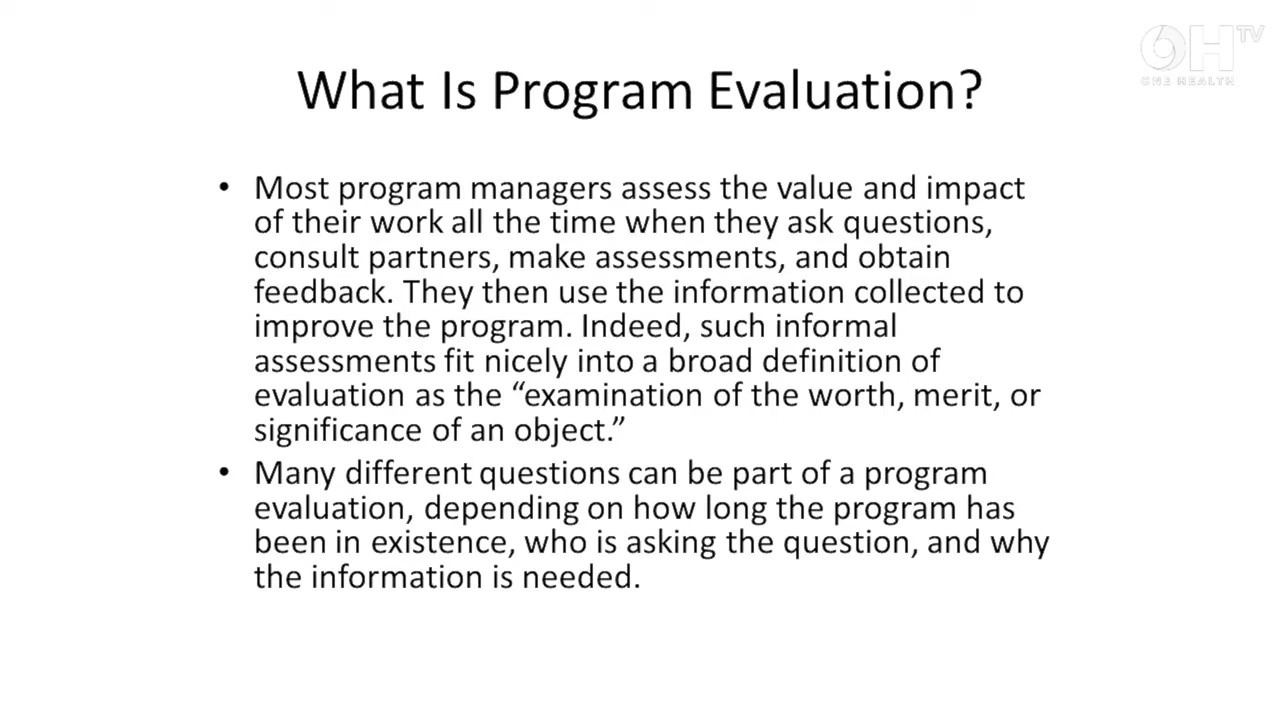 OH TV
ONE HEALTH
What Is Program Evaluation?
• Most program managers assess the value and impact
of their work all the time when they ask questions,
consult partners, make assessments, and obtain
feedback. They then use the information collected to
improve the program. Indeed, such informal
assessments fit nicely into a broad definition of
evaluation as the “examination of the worth, merit, or
significance of an object.”
• Many different questions can be part of a program
evaluation, depending on how long the program has
been in existence, who is asking the question, and why
the information is needed.